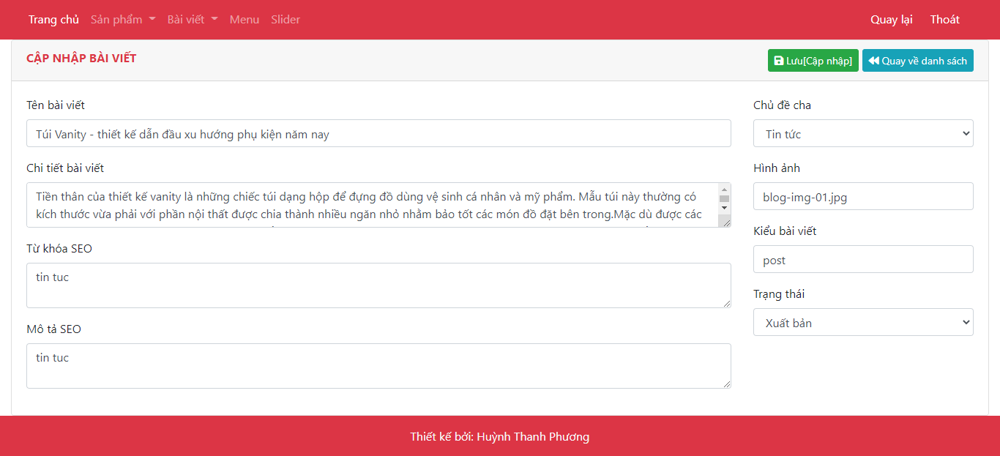 Trang chủ Sản phẩm Bài viết Menu Slider Quay lại Thoát
CẬP NHẬP BÀI VIẾT Lưu[Cập nhập] Quay về danh sách
Tên bài viết
Túi Vanity - thiết kế dẫn đầu xu hướng phụ kiện năm nay
Chi tiết bài viết
Tiền thân của thiết kế vanity là những chiếc túi dạng hộp để đựng đồ dùng vệ sinh cá nhân và mỹ phẩm. Mẫu túi này thường có
kích thước vừa phải với phần nội thất được chia thành nhiều ngăn nhỏ nhằm bảo tốt các món đồ đặt bên trong.Mặc dù được các
Từ khóa SEO
tin tuc
Mô tả SEO
tin tuc
Chủ đề cha
Tin tức
Hình ảnh
blog-img-01.jpg
Kiểu bài viết
post
Trạng thái
Xuất bản
Thiết kế bởi: Huỳnh Thanh Phương